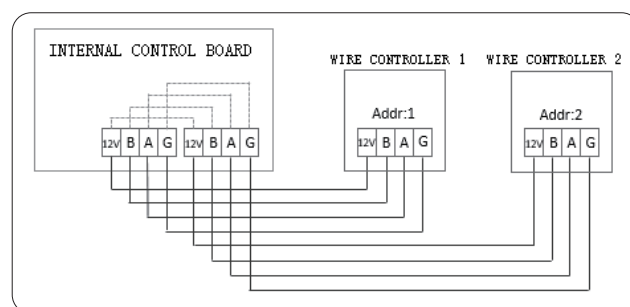 INTERNAL CONTROL BOARD
WIRE CONTROLLER 1
WIRE CONTROLLER 2
Addr:1
Addr:2
12V B A G 12V B A G
12V B A G
12V B A G